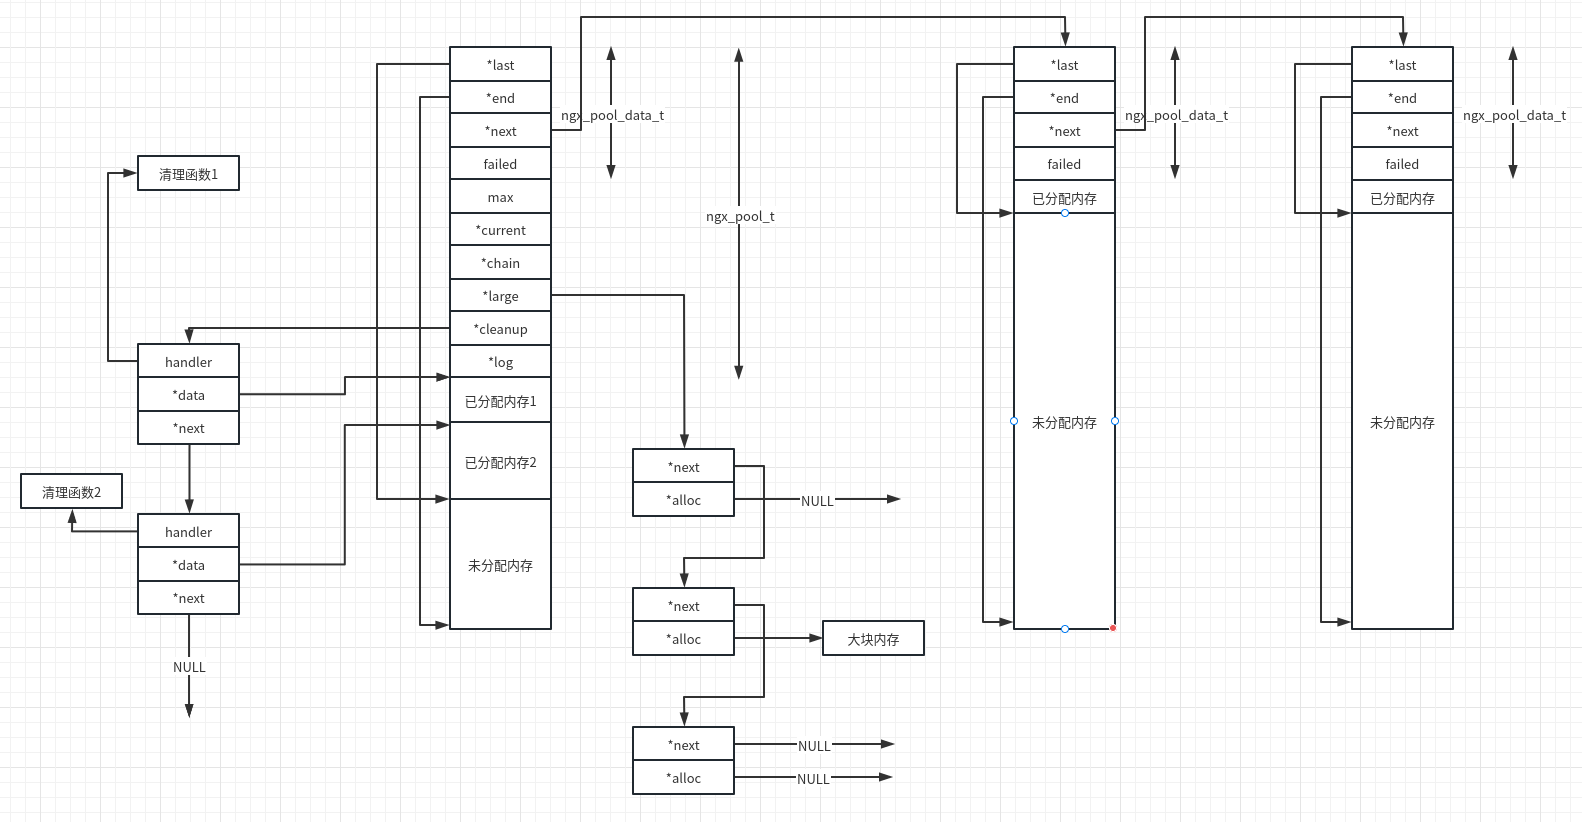 *last
*end
*next
failed
max
*current
*chain
*large
*cleanup
*log
已分配内存1
已分配内存2
未分配内存
ngx_pool_data_t
ngx_pool_t
清理函数1
handler
*data
*next
清理函数2
handler
*data
*next
NULL
*next
*alloc
NULL
*next
*alloc
大块内存
*next
*alloc
NULL
NULL
*last
*end
*next
failed
已分配内存
未分配内存
ngx_pool_data_t
*last
*end
*next
failed
已分配内存
未分配内存
ngx_pool_data_t